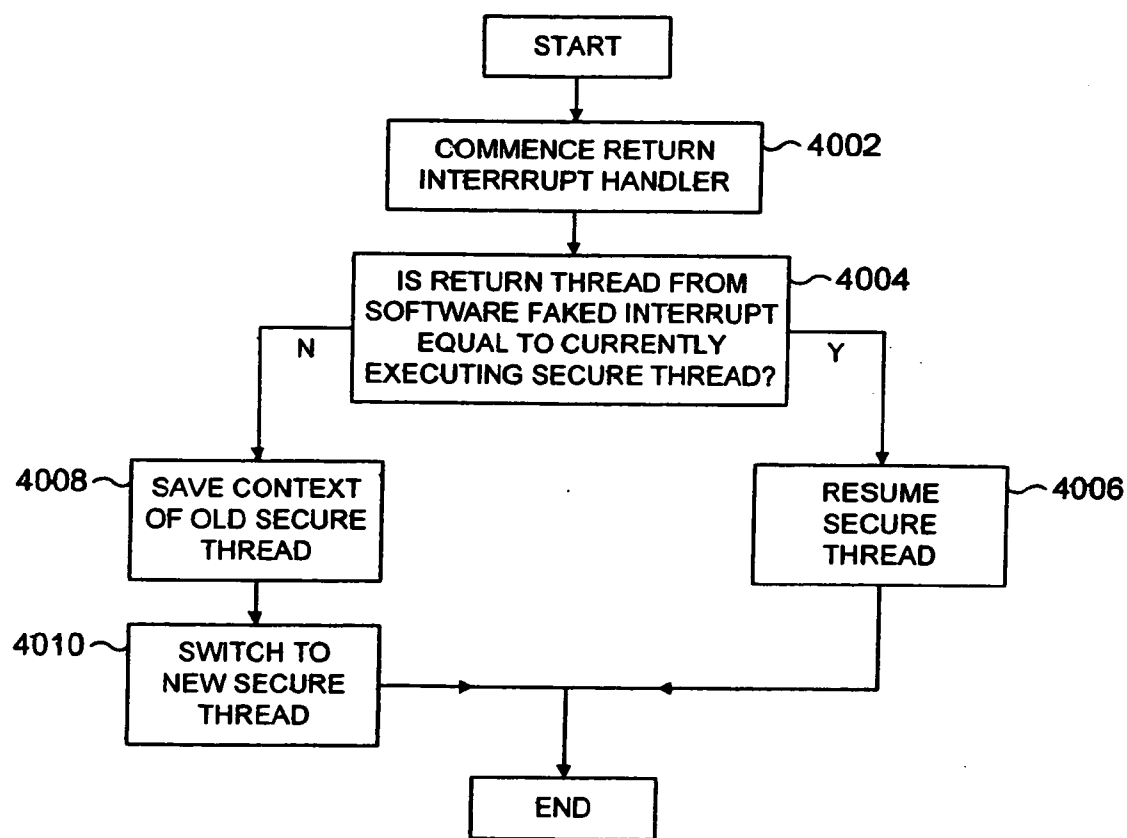 START
COMMENCE RETURN
INTERRRUPT HANDLER
4002
IS RETURN THREAD FROM
SOFTWARE FAKED INTERRUPT
EQUAL TO CURRENTLY
EXECUTING SECURE THREAD?
4004
N
Y
4008
SAVE CONTEXT
OF OLD SECURE
THREAD
RESUME
SECURE
THREAD
4006
4010
SWITCH TO
NEW SECURE
THREAD
END